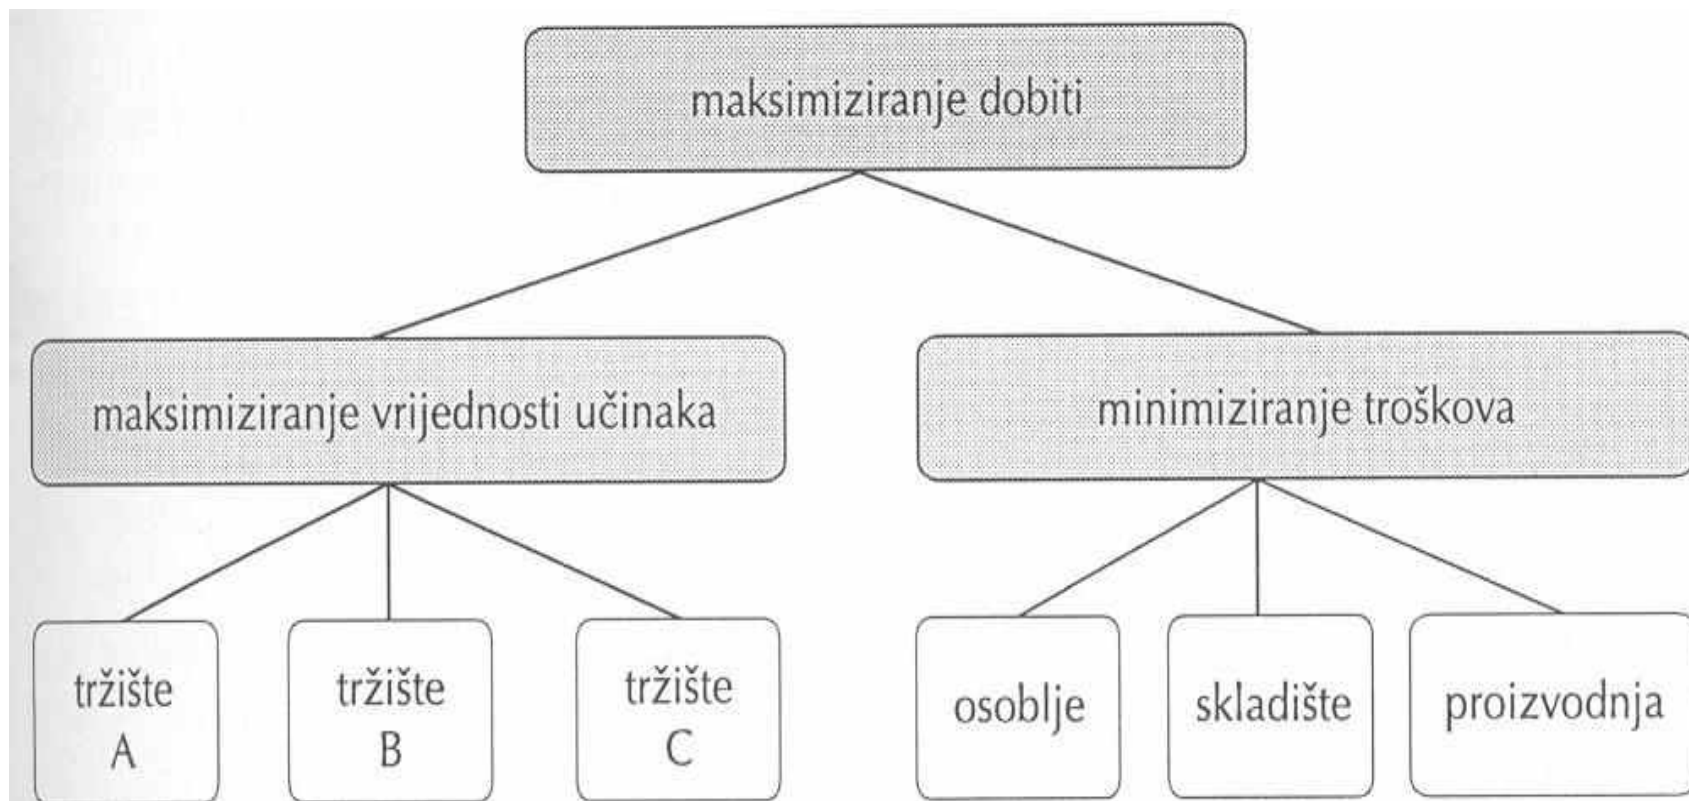 maksimiziranje dobiti
maksimiziranje vrijednosti učinaka
minimiziranje troškova
tržište
A
tržište
B
tržište
C
osoblje
skladište
proizvodnja